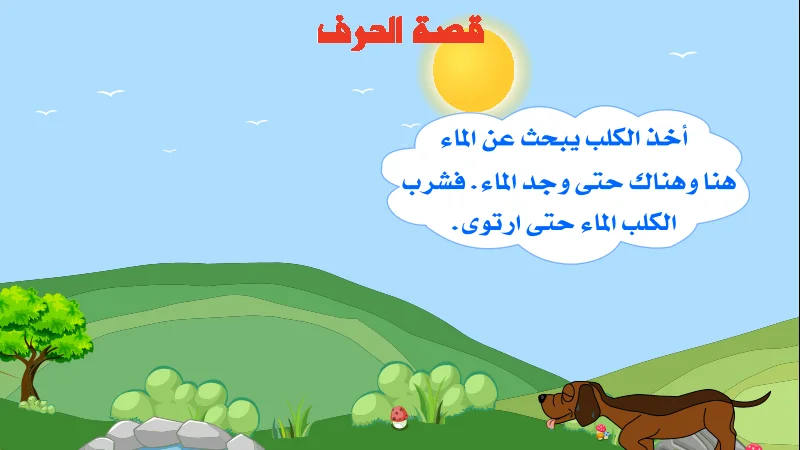 قصة الحرف
أخذ الكلب يبحث عن الماء
هنا وهناك حتى وجد الماء. فشرب
الكلب الماء حتى ارتوى.